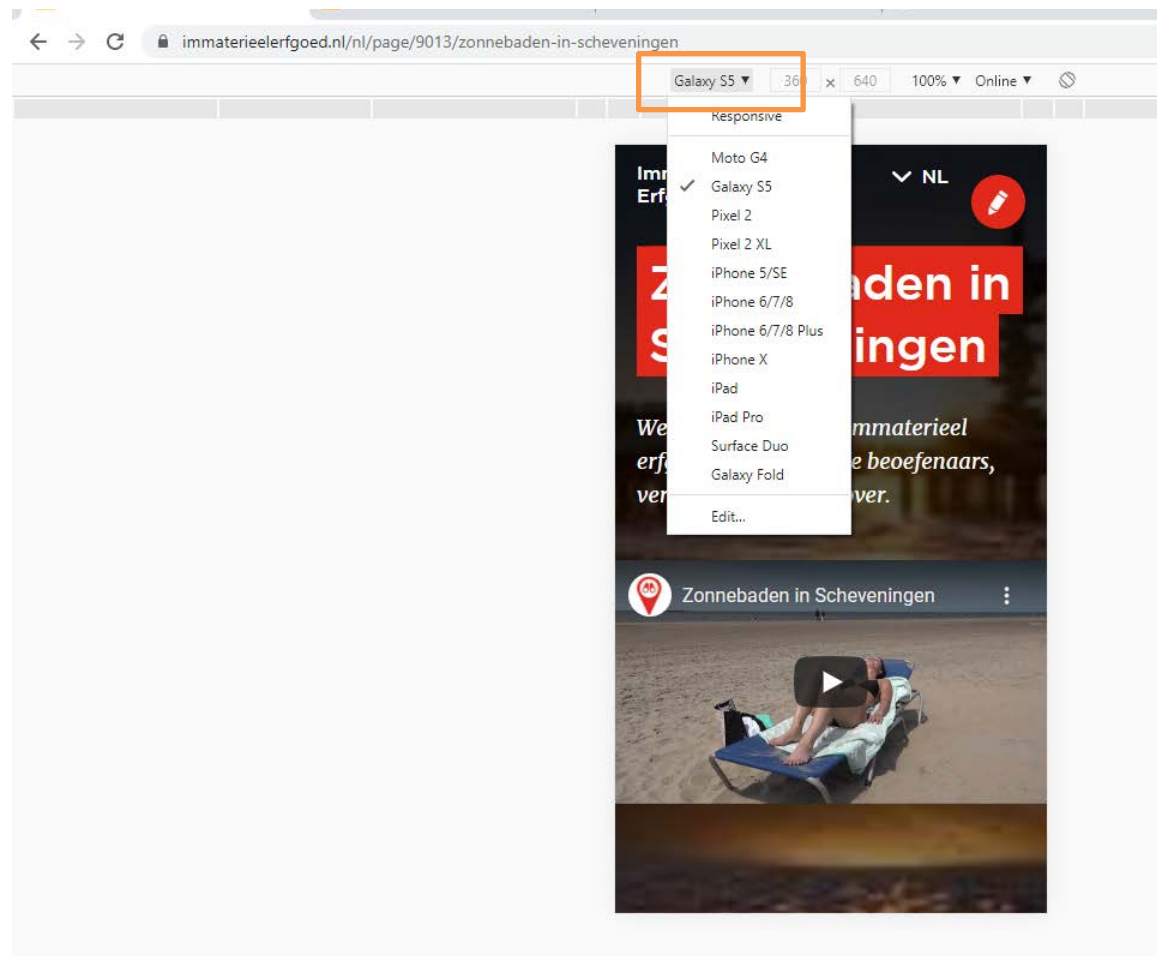 immaterieelerfgoed.nl/nl/page/9013/zonnebaden-in-scheveningen
Galaxy S5 ▼ 360 × 640 100% ▼ Online ▼
Responsive
Moto G4
Galaxy S5
Pixel 2
Pixel 2 XL
iPhone 5/SE
iPhone 6/7/8
iPhone 6/7/8 Plus
iPhone X
iPad
iPad Pro
Surface Duo
Galaxy Fold
Edit...
NL
den in
ingen
We
mmaterieel
e beoefenaars,
ver.
Zonnebaden in Scheveningen